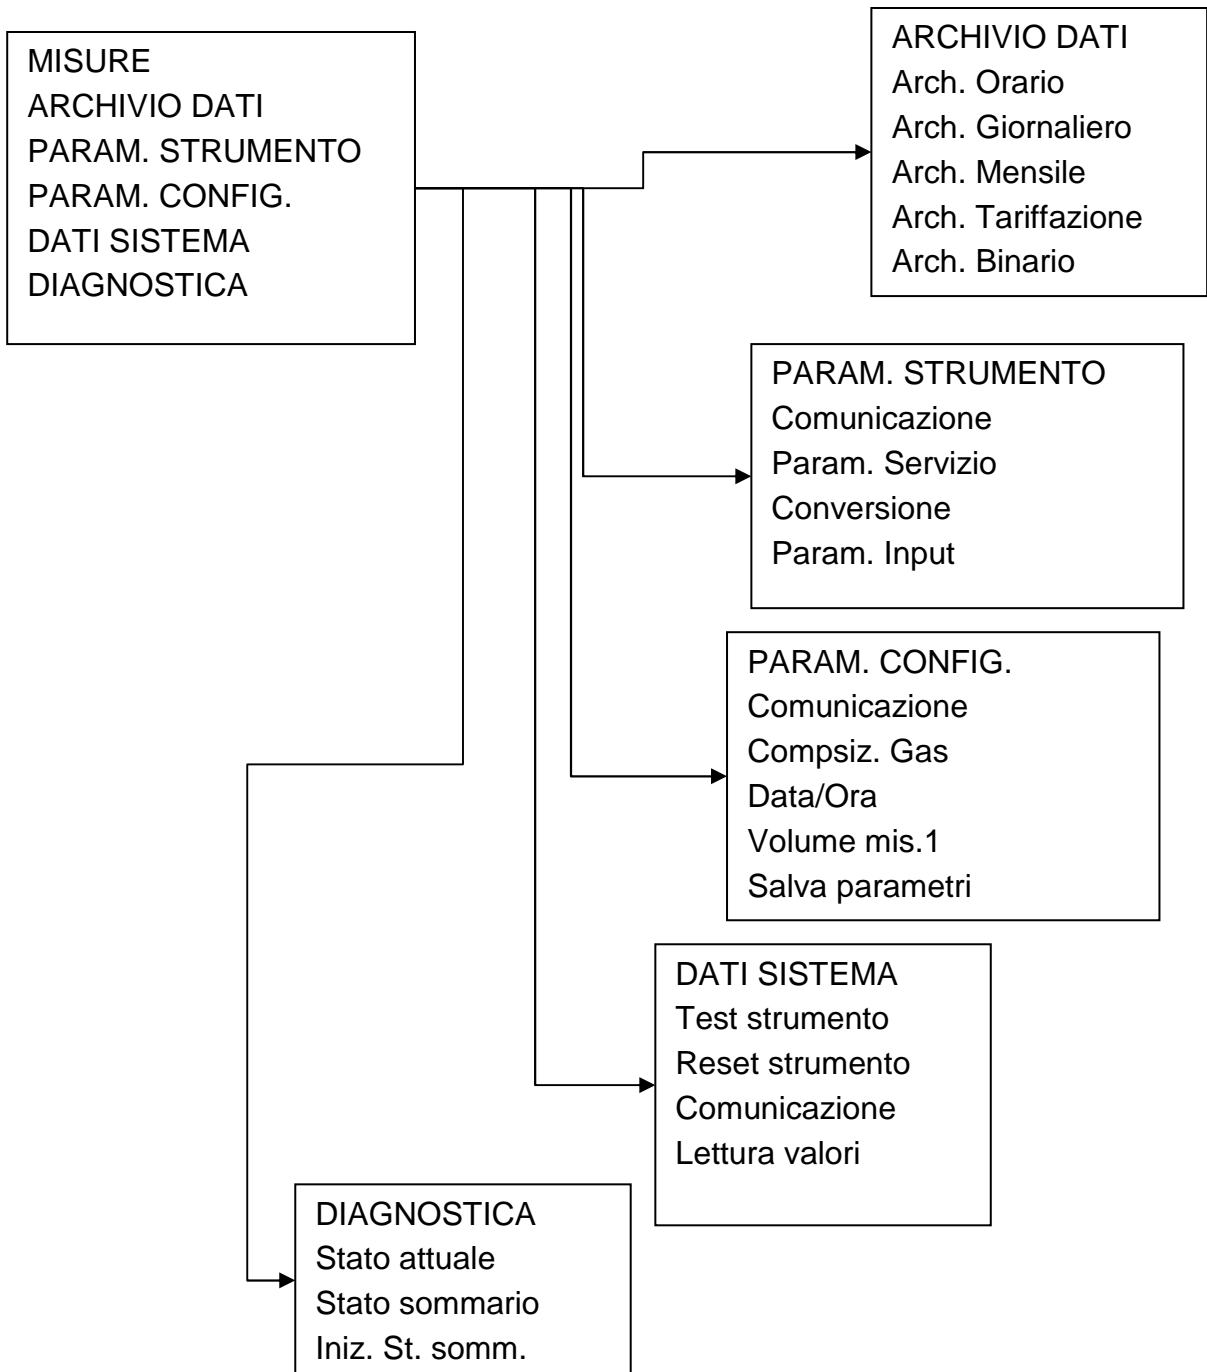 MISURE
ARCHIVIO DATI
PARAM. STRUMENTO
PARAM. CONFIG.
DATI SISTEMA
DIAGNOSTICA
ARCHIVIO DATI
Arch. Orario
Arch. Giornaliero
Arch. Mensile
Arch. Tariffazione
Arch. Binario
PARAM. STRUMENTO
Comunicazione
Param. Servizio
Conversione
Param. Input
PARAM. CONFIG.
Comunicazione
Compsiz. Gas
Data/Ora
Volume mis.1
Salva parametri
DATI SISTEMA
Test strumento
Reset strumento
Comunicazione
Lettura valori
DIAGNOSTICA
Stato attuale
Stato sommario
Iniz. St. somm.